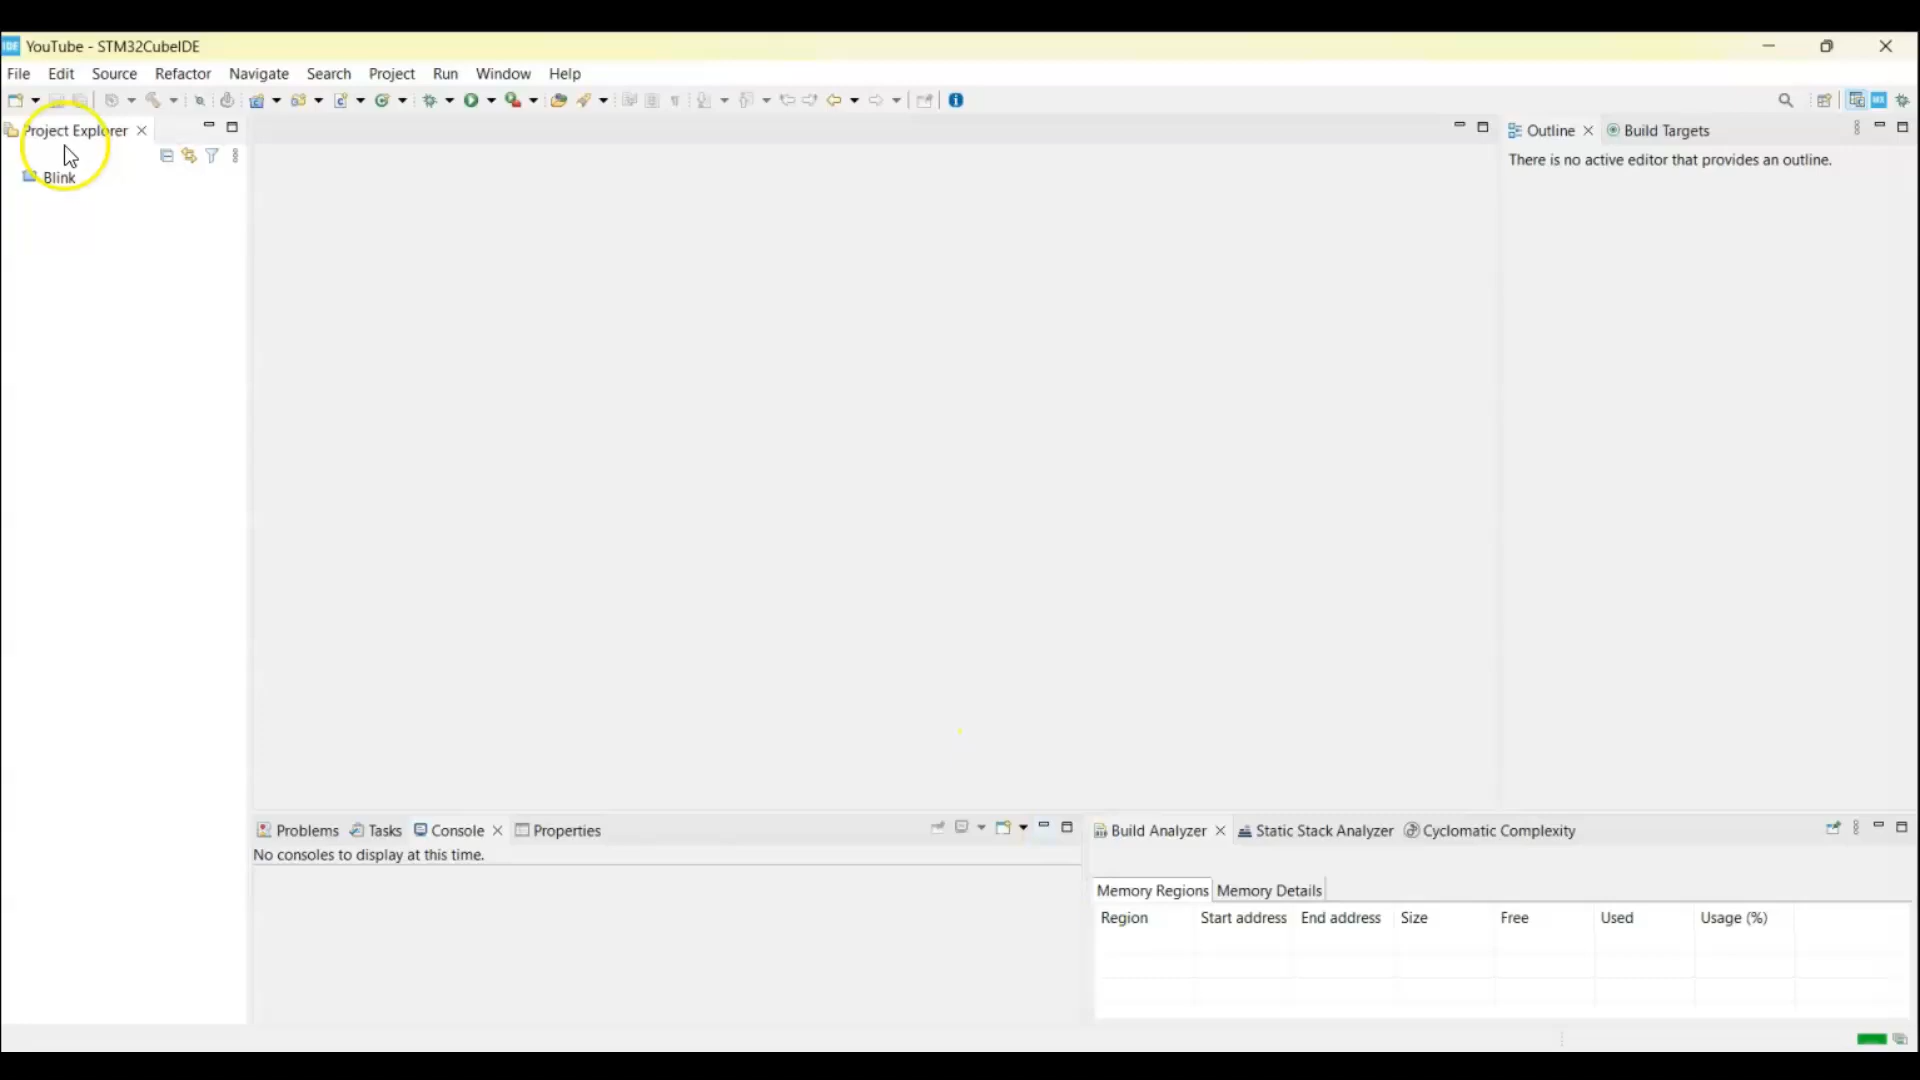 IDE YouTube - STM32CubeIDE
File Edit Source Refactor Navigate Search Project Run Window Help
Project Explorer
Blink
Outline Build Targets
There is no active editor that provides an outline.
Problems Tasks Console Properties
No consoles to display at this time.
Build Analyzer Static Stack Analyzer Cyclomatic Complexity
Memory Regions Memory Details
Region Start address End address Size Free Used Usage (%)